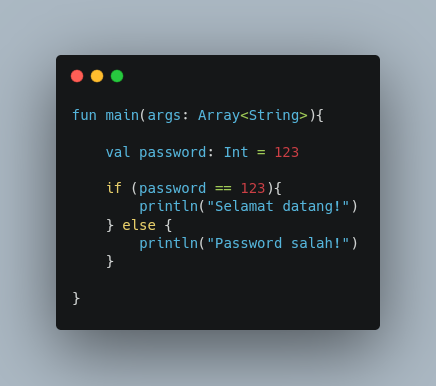 fun main(args: Array<String>){
val password: Int = 123
if (password == 123){
println("Selamat datang!")
} else {
println("Password salah!")
}
}